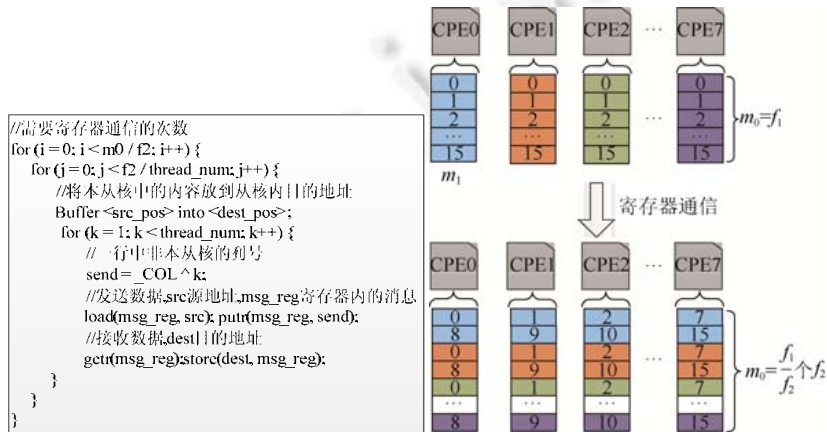 //需要寄存器通信的次数
for (i = 0; i < m0 / f2; i++) {
for (j = 0; j < f2 / thread_num; j++) {
//将本从核中的内容放到从核内目的地址
Buffer <src_pos> into <dest_pos>;
for (k = 1; k < thread_num; k++) {
//一行中非本从核的列号
send = _COL ^ k;
//发送数据,src源地址,msg_reg寄存器内的消息
load(msg_reg, src); putr(msg_reg, send);
//接收数据,dest目的地址
getr(msg_reg);store(dest, msg_reg);
}
}
}
CPE0 CPE1 CPE2 ... CPE7
0 0 0 0
1 1 1 1
2 2 2 ... 2
... ... ... ...
15 15 15 15
m₀=f₁
m₁
寄存器通信
CPE0 CPE1 CPE2 ... CPE7
0 1 2 7
8 9 10 15
0 1 2 7
8 9 10 ... 15
0 1 2 7
... ... ... ...
8 9 10 15
m₀=f₁/f₂个f₂